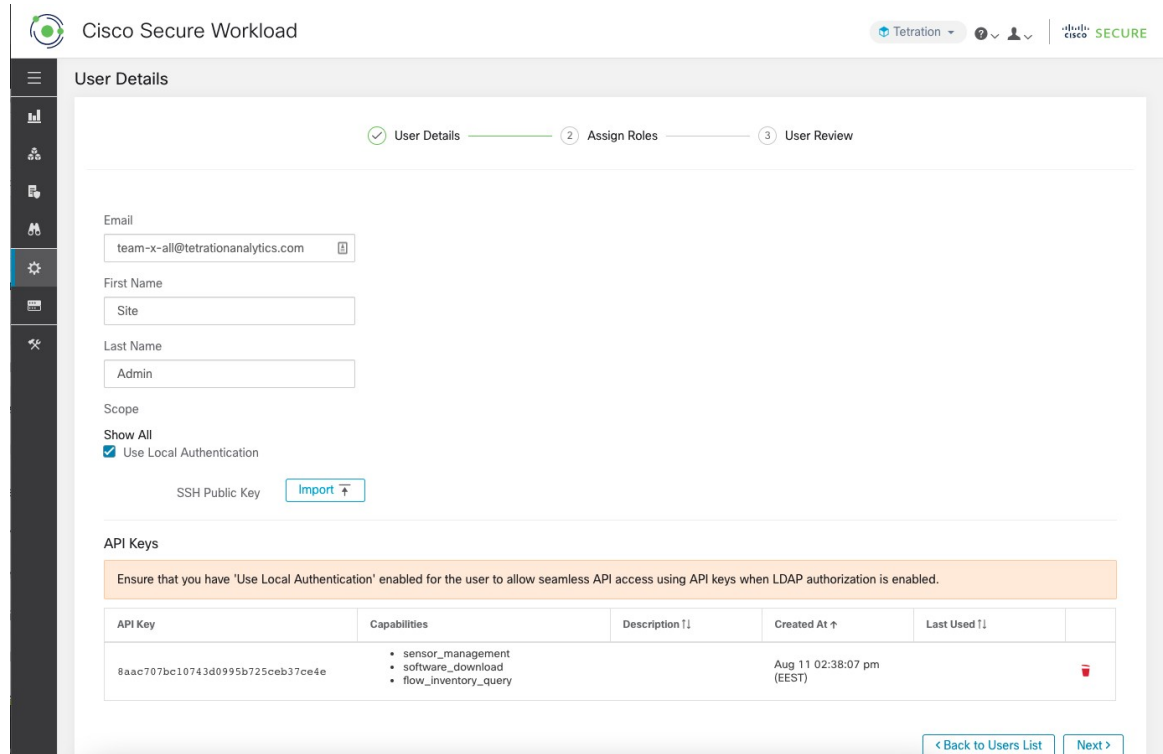 Cisco Secure Workload
Tetration
cisco SECURE
User Details
User Details
2 Assign Roles
3 User Review
Email
team-x-all@tetrationanalytics.com
First Name
Site
Last Name
Admin
Scope
Show All
Use Local Authentication
SSH Public Key Import
API Keys
Ensure that you have 'Use Local Authentication' enabled for the user to allow seamless API access using API keys when LDAP authorization is enabled.
API Key Capabilities Description ↑↓ Created At ↑ Last Used ↑↓
8aac707bc10743d0995b725ceb37ce4e
• sensor_management
• software_download
• flow_inventory_query
Aug 11 02:38:07 pm
(EEST)
‹ Back to Users List Next ›